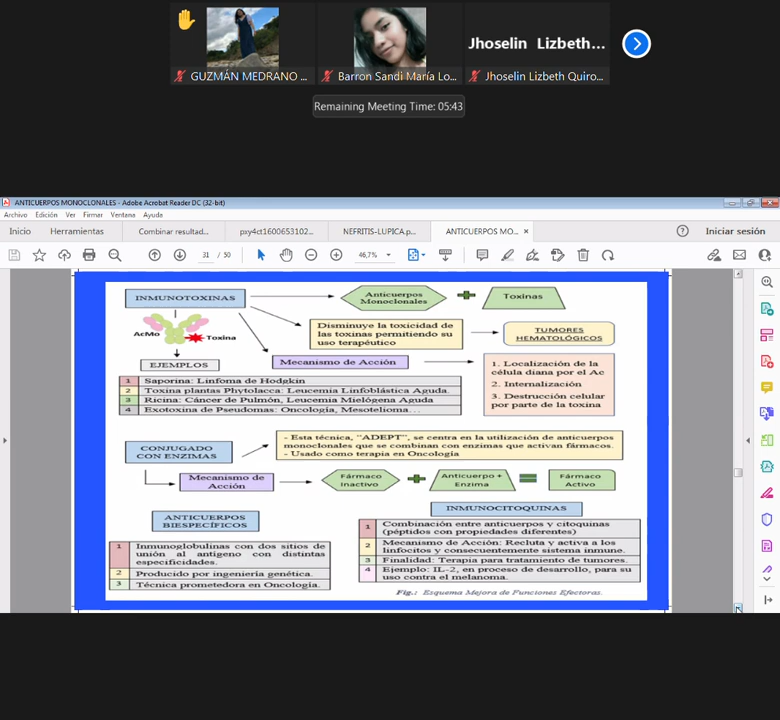 GUZMÁN MEDRANO ...
Barron Sandi María Lo...
Jhoselin Lizbeth...
Jhoselin Lizbeth Quiro...
Remaining Meeting Time: 05:43
ANTICUERPOS MONOCLONALES - Adobe Acrobat Reader DC (32-bit)
Archivo Edición Ver Firmar Ventana Ayuda
Inicio Herramientas Combinar resultad... psy4ct1600653102... NEFRITIS-LUPICA.p... ANTICUERPOS MO... × Iniciar sesión
31 / 50 46,7%
INMUNOTOXINAS
Anticuerpos
Monoclonales
Toxinas
AcMo
Toxina
Disminuye la toxicidad de
las toxinas permitiendo su
uso terapéutico
TUMORES
HEMATOLÓGICOS
EJEMPLOS
Mecanismo de Acción
1. Localización de la
célula diana por el Ac
2. Internalización
3. Destrucción celular
por parte de la toxina
1 Saporina: Linfoma de Hodgkin
2 Toxina plantas Phytolacca: Leucemia Linfoblástica Aguda.
3 Ricina: Cáncer de Pulmón, Leucemia Mielógena Aguda
4 Exotoxina de Pseudomas: Oncología, Mesotelioma...
CONJUGADO
CON ENZIMAS
- Esta técnica, "ADEPT", se centra en la utilización de anticuerpos
monoclonales que se combinan con enzimas que activan fármacos.
- Usado como terapia en Oncología
Mecanismo de
Acción
Fármaco
Inactivo
Anticuerpo +
Enzima
Fármaco
Activo
ANTICUERPOS
BIESPECÍFICOS
1 Inmunoglobulinas con dos sitios de
unión al antígeno con distintas
especificidades.
2 Producido por ingeniería genética.
3 Técnica prometedora en Oncología.
INMUNOCITOQUINAS
1 Combinación entre anticuerpos y citoquinas
(péptidos con propiedades diferentes)
2 Mecanismo de Acción: Recluta y activa a los
linfocitos y consecuentemente sistema inmune.
3 Finalidad: Terapia para tratamiento de tumores.
4 Ejemplo: IL-2, en proceso de desarrollo, para su
uso contra el melanoma.
Fig.: Esquema Mejora de Funciones Efectoras.